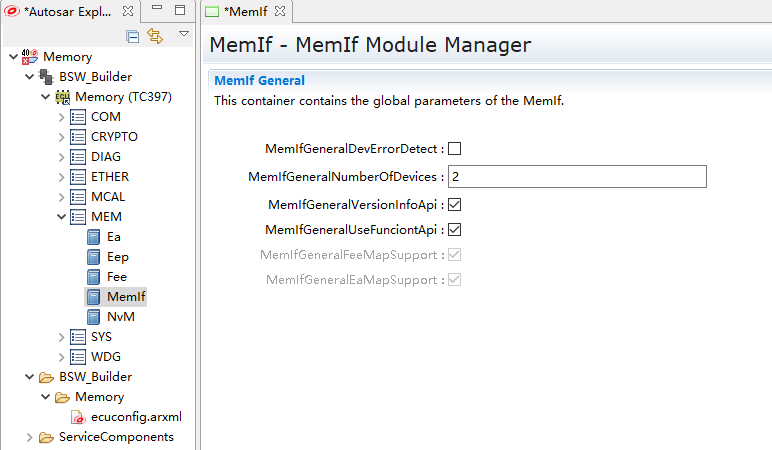 *Autosar Expl...
Memory
BSW_Builder
Memory (TC397)
COM
CRYPTO
DIAG
ETHER
MCAL
MEM
Ea
Eep
Fee
MemIf
NvM
SYS
WDG
BSW_Builder
Memory
ecuconfig.arxml
ServiceComponents
*MemIf
MemIf - MemIf Module Manager
MemIf General
This container contains the global parameters of the MemIf.
MemIfGeneralDevErrorDetect :
MemIfGeneralNumberOfDevices : 2
MemIfGeneralVersionInfoApi :
MemIfGeneralUseFunciontApi :
MemIfGeneralFeeMapSupport :
MemIfGeneralEaMapSupport :